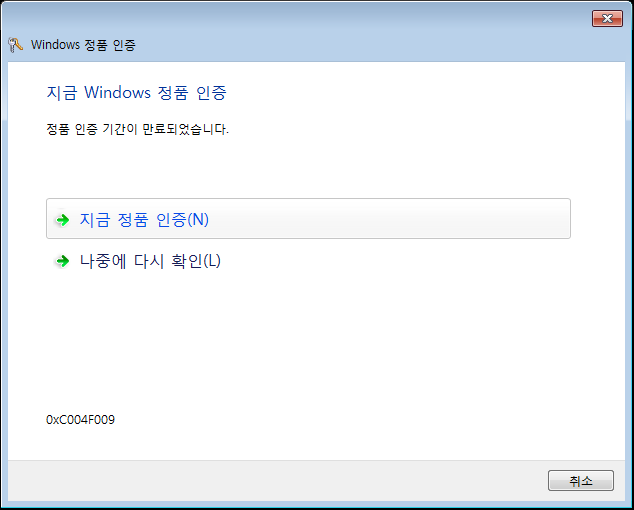 Windows 정품 인증
지금 Windows 정품 인증
정품 인증 기간이 만료되었습니다.
지금 정품 인증(N)
나중에 다시 확인(L)
0xC004F009
취소